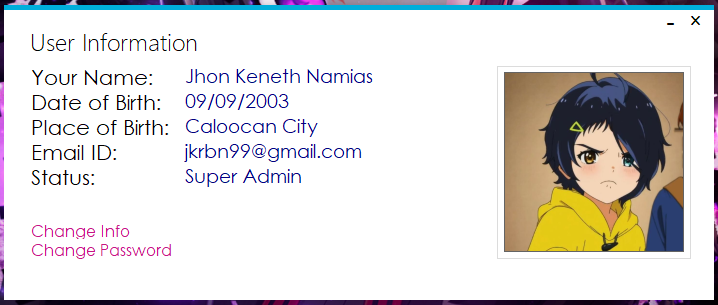 User Information
Your Name: Jhon Keneth Namias
Date of Birth: 09/09/2003
Place of Birth: Caloocan City
Email ID: jkrbn99@gmail.com
Status: Super Admin
Change Info
Change Password